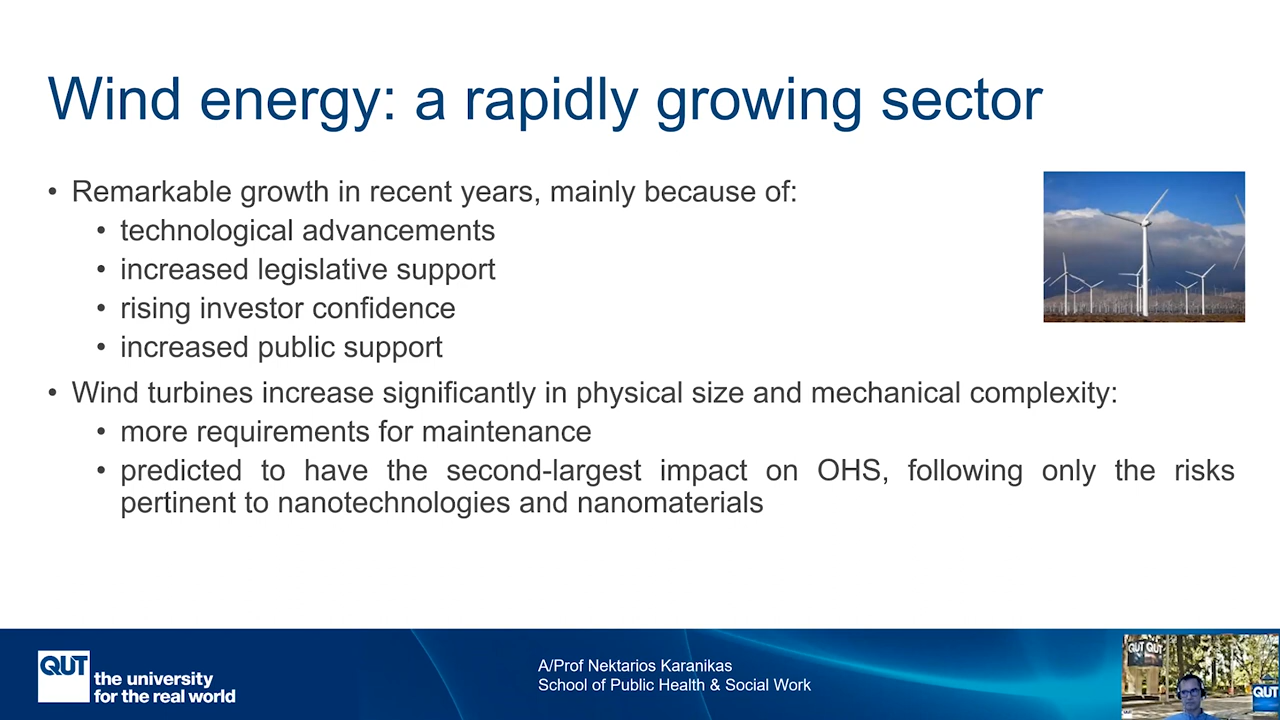 Wind energy: a rapidly growing sector
• Remarkable growth in recent years, mainly because of:
• technological advancements
• increased legislative support
• rising investor confidence
• increased public support
• Wind turbines increase significantly in physical size and mechanical complexity:
• more requirements for maintenance
• predicted to have the second-largest impact on OHS, following only the risks
pertinent to nanotechnologies and nanomaterials
QUT
the university
for the real world
A/Prof Nektarios Karanikas
School of Public Health & Social Work
QUT QUT
QUT